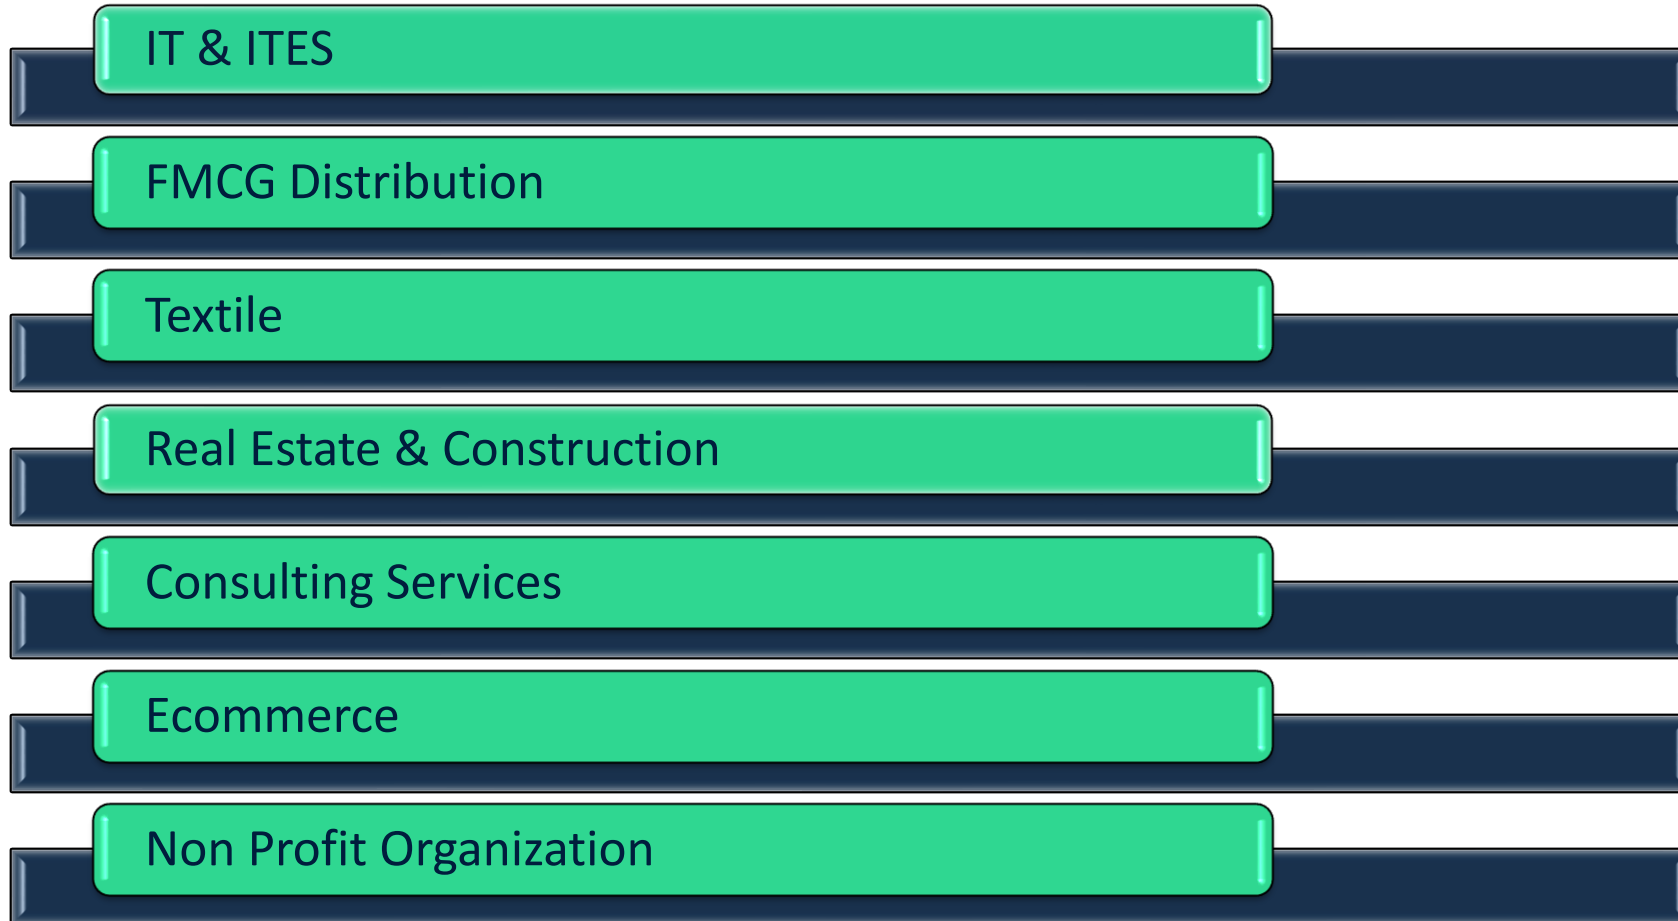 IT & ITES
FMCG Distribution
Textile
Real Estate & Construction
Consulting Services
Ecommerce
Non Profit Organization